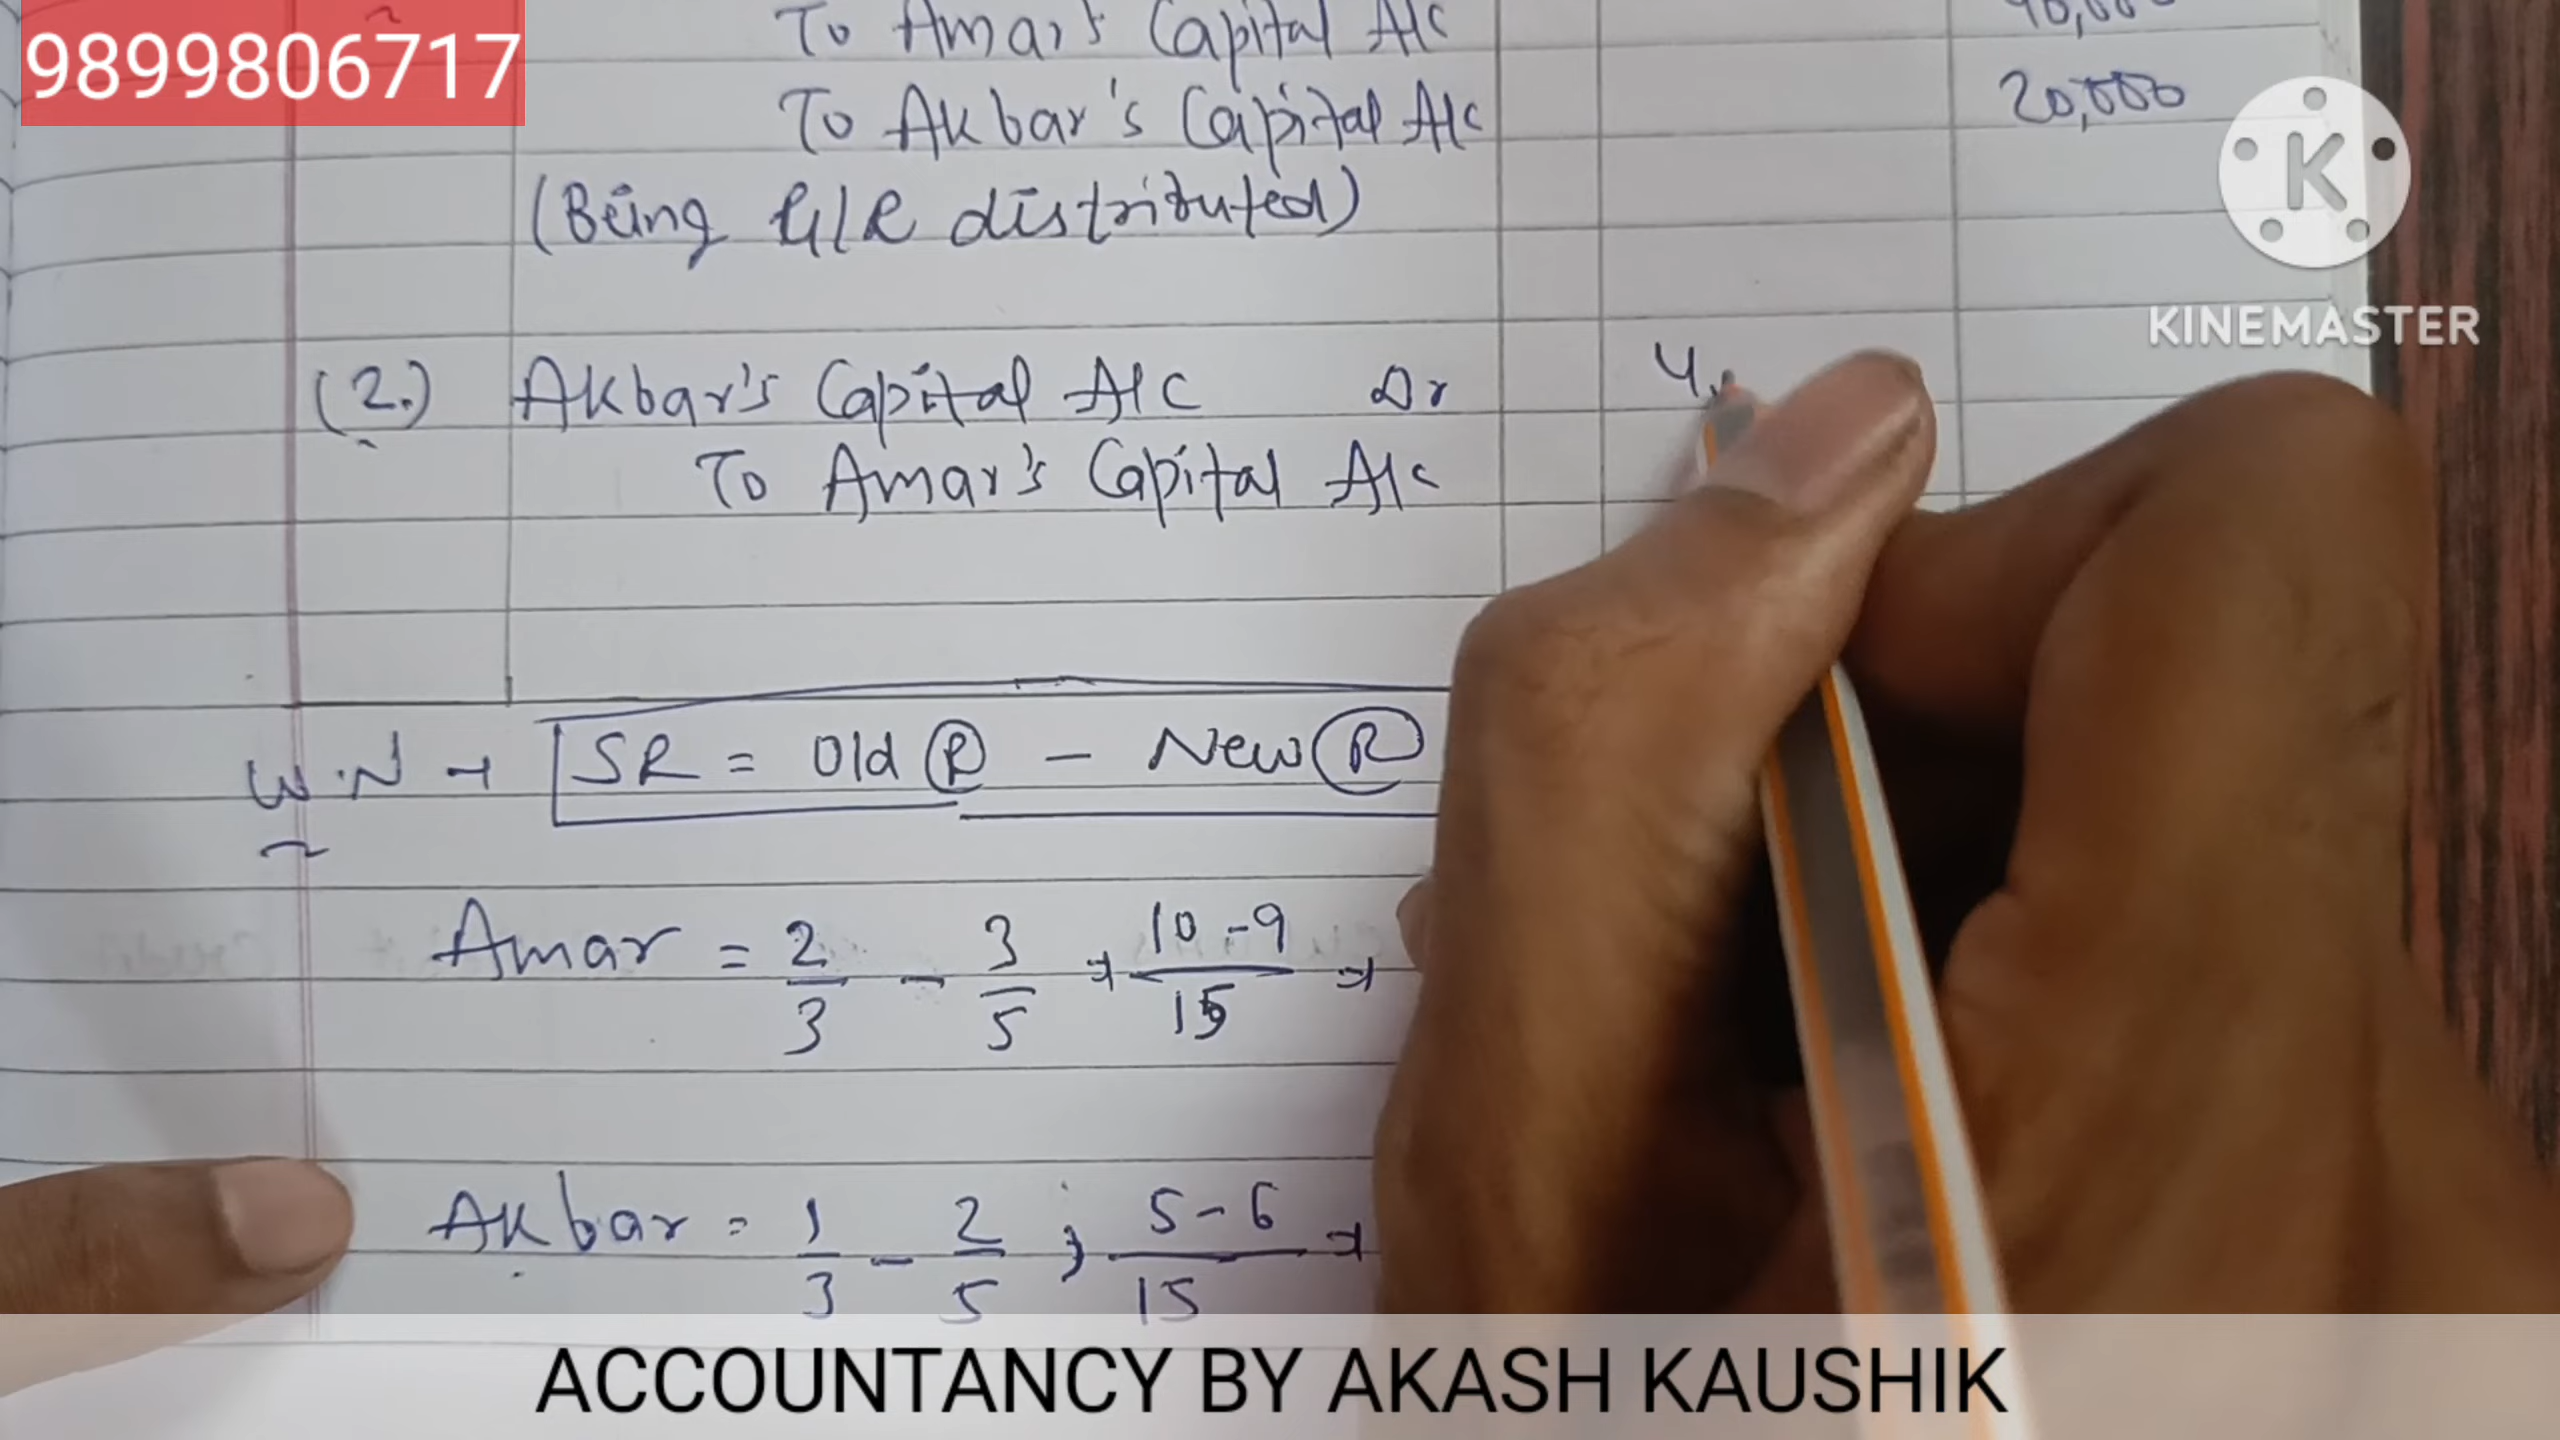 9899806717
To Amar's Capital A/c
To Akbar's Capital A/c 20,000
(Being G/R distributed)
K
KINEMASTER
(2.) Akbar's Capital A/c Dr 4,
To Amar's Capital A/c
W.N → SR = Old (R) - New (R)
Amar = 2/3 - 3/5 → 10-9/15 →
Akbar = 1/3 - 2/5 ; 5-6/15 →
ACCOUNTANCY BY AKASH KAUSHIK